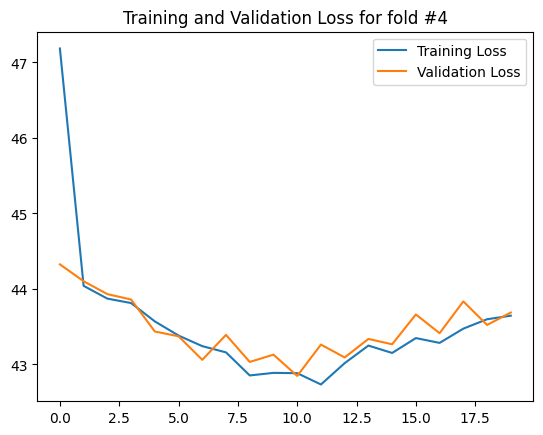 Training and Validation Loss for fold #4
Training Loss
Validation Loss
47
46
45
44
43
0.0 2.5 5.0 7.5 10.0 12.5 15.0 17.5